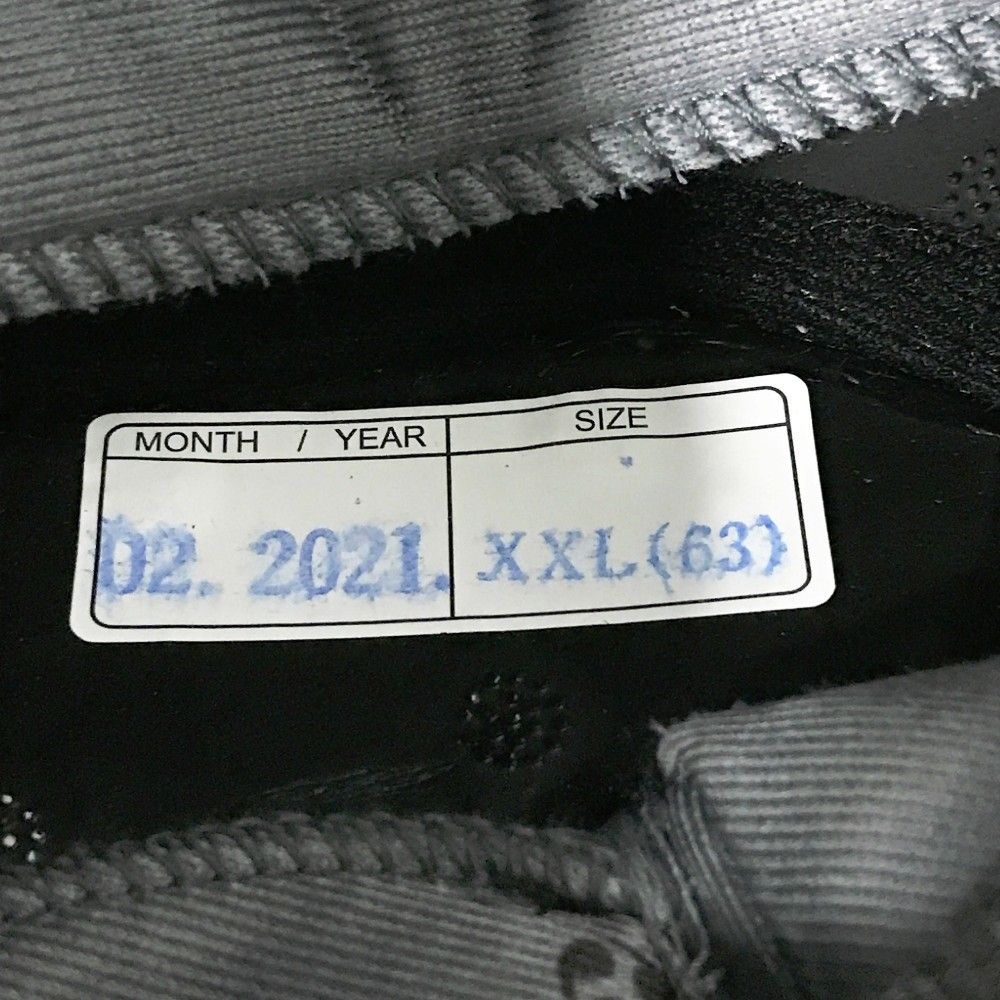 MONTH / YEAR SIZE
02. 2021. XXL(63)